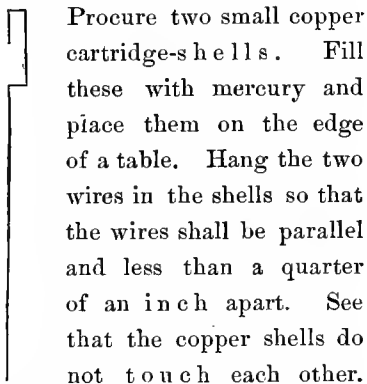 Procure two small copper
cartridge-shells. Fill
these with mercury and
place them on the edge
of a table. Hang the two
wires in the shells so that
the wires shall be parallel
and less than a quarter
of an inch apart. See
that the copper shells do
not touch each other.